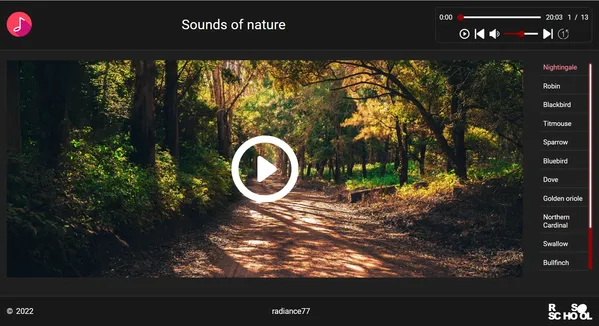 Sounds of nature
0:00
20:03 1 / 13
1
Nightingale
Robin
Blackbird
Titmouse
Sparrow
Bluebird
Dove
Golden oriole
Northern
Cardinal
Swallow
Bullfinch
© 2022
radiance77
RS
SCHOOL